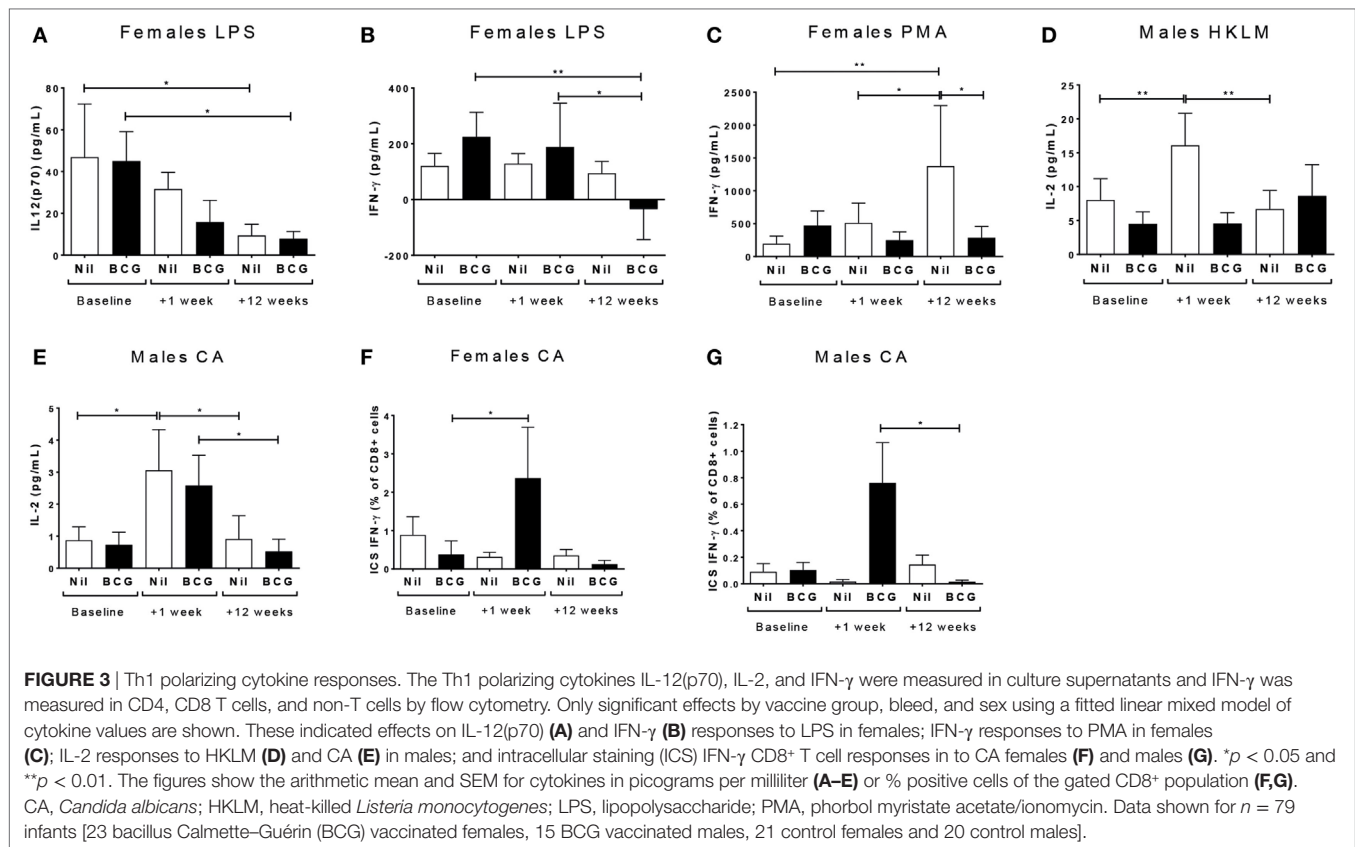 A Females LPS
IL12(p70) (pg/mL)
80
60
40
20
0
*
*
Nil BCG Nil BCG Nil BCG
Baseline +1 week +12 weeks
B Females LPS
IFN-γ (pg/mL)
400
200
0
-200
**
*
Nil BCG Nil BCG Nil BCG
Baseline +1 week +12 weeks
C Females PMA
IFN-γ (pg/mL)
2500
2000
1500
1000
500
0
**
* *
Nil BCG Nil BCG Nil BCG
Baseline +1 week +12 weeks
D Males HKLM
IL-2 (pg/mL)
25
20
15
10
5
0
** **
Nil BCG Nil BCG Nil BCG
Baseline +1 week +12 weeks
E Males CA
IL-2 (pg/mL)
5
4
3
2
1
0
* *
*
Nil BCG Nil BCG Nil BCG
Baseline +1 week +12 weeks
F Females CA
ICS IFN-γ (% of CD8+ cells)
4
3
2
1
0
*
Nil BCG Nil BCG Nil BCG
Baseline +1 week +12 weeks
G Males CA
ICS IFN-γ (% of CD8+ cells)
1.2
1.0
0.8
0.6
0.4
0.2
0.0
*
Nil BCG Nil BCG Nil BCG
Baseline +1 week +12 weeks
FIGURE 3 | Th1 polarizing cytokine responses. The Th1 polarizing cytokines IL-12(p70), IL-2, and IFN-γ were measured in culture supernatants and IFN-γ was
measured in CD4, CD8 T cells, and non-T cells by flow cytometry. Only significant effects by vaccine group, bleed, and sex using a fitted linear mixed model of
cytokine values are shown. These indicated effects on IL-12(p70) (A) and IFN-γ (B) responses to LPS in females; IFN-γ responses to PMA in females
(C); IL-2 responses to HKLM (D) and CA (E) in males; and intracellular staining (ICS) IFN-γ CD8⁺ T cell responses in to CA females (F) and males (G). *p < 0.05 and
**p < 0.01. The figures show the arithmetic mean and SEM for cytokines in picograms per milliliter (A–E) or % positive cells of the gated CD8⁺ population (F,G).
CA, Candida albicans; HKLM, heat-killed Listeria monocytogenes; LPS, lipopolysaccharide; PMA, phorbol myristate acetate/ionomycin. Data shown for n = 79
infants [23 bacillus Calmette–Guérin (BCG) vaccinated females, 15 BCG vaccinated males, 21 control females and 20 control males].